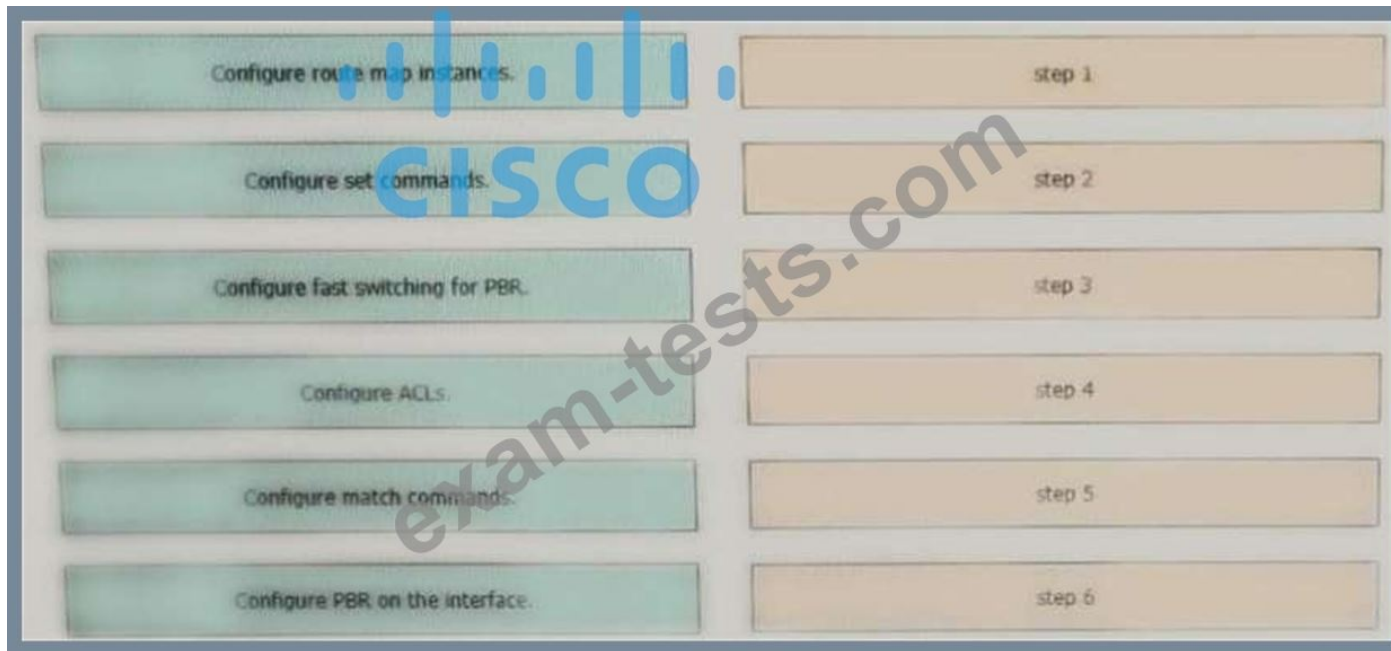 Configure route map instances.
step 1
Configure set commands.
step 2
Configure fast switching for PBR.
step 3
Configure ACLs.
step 4
Configure match commands.
step 5
Configure PBR on the interface.
step 6
CISCO
exam-tests.com